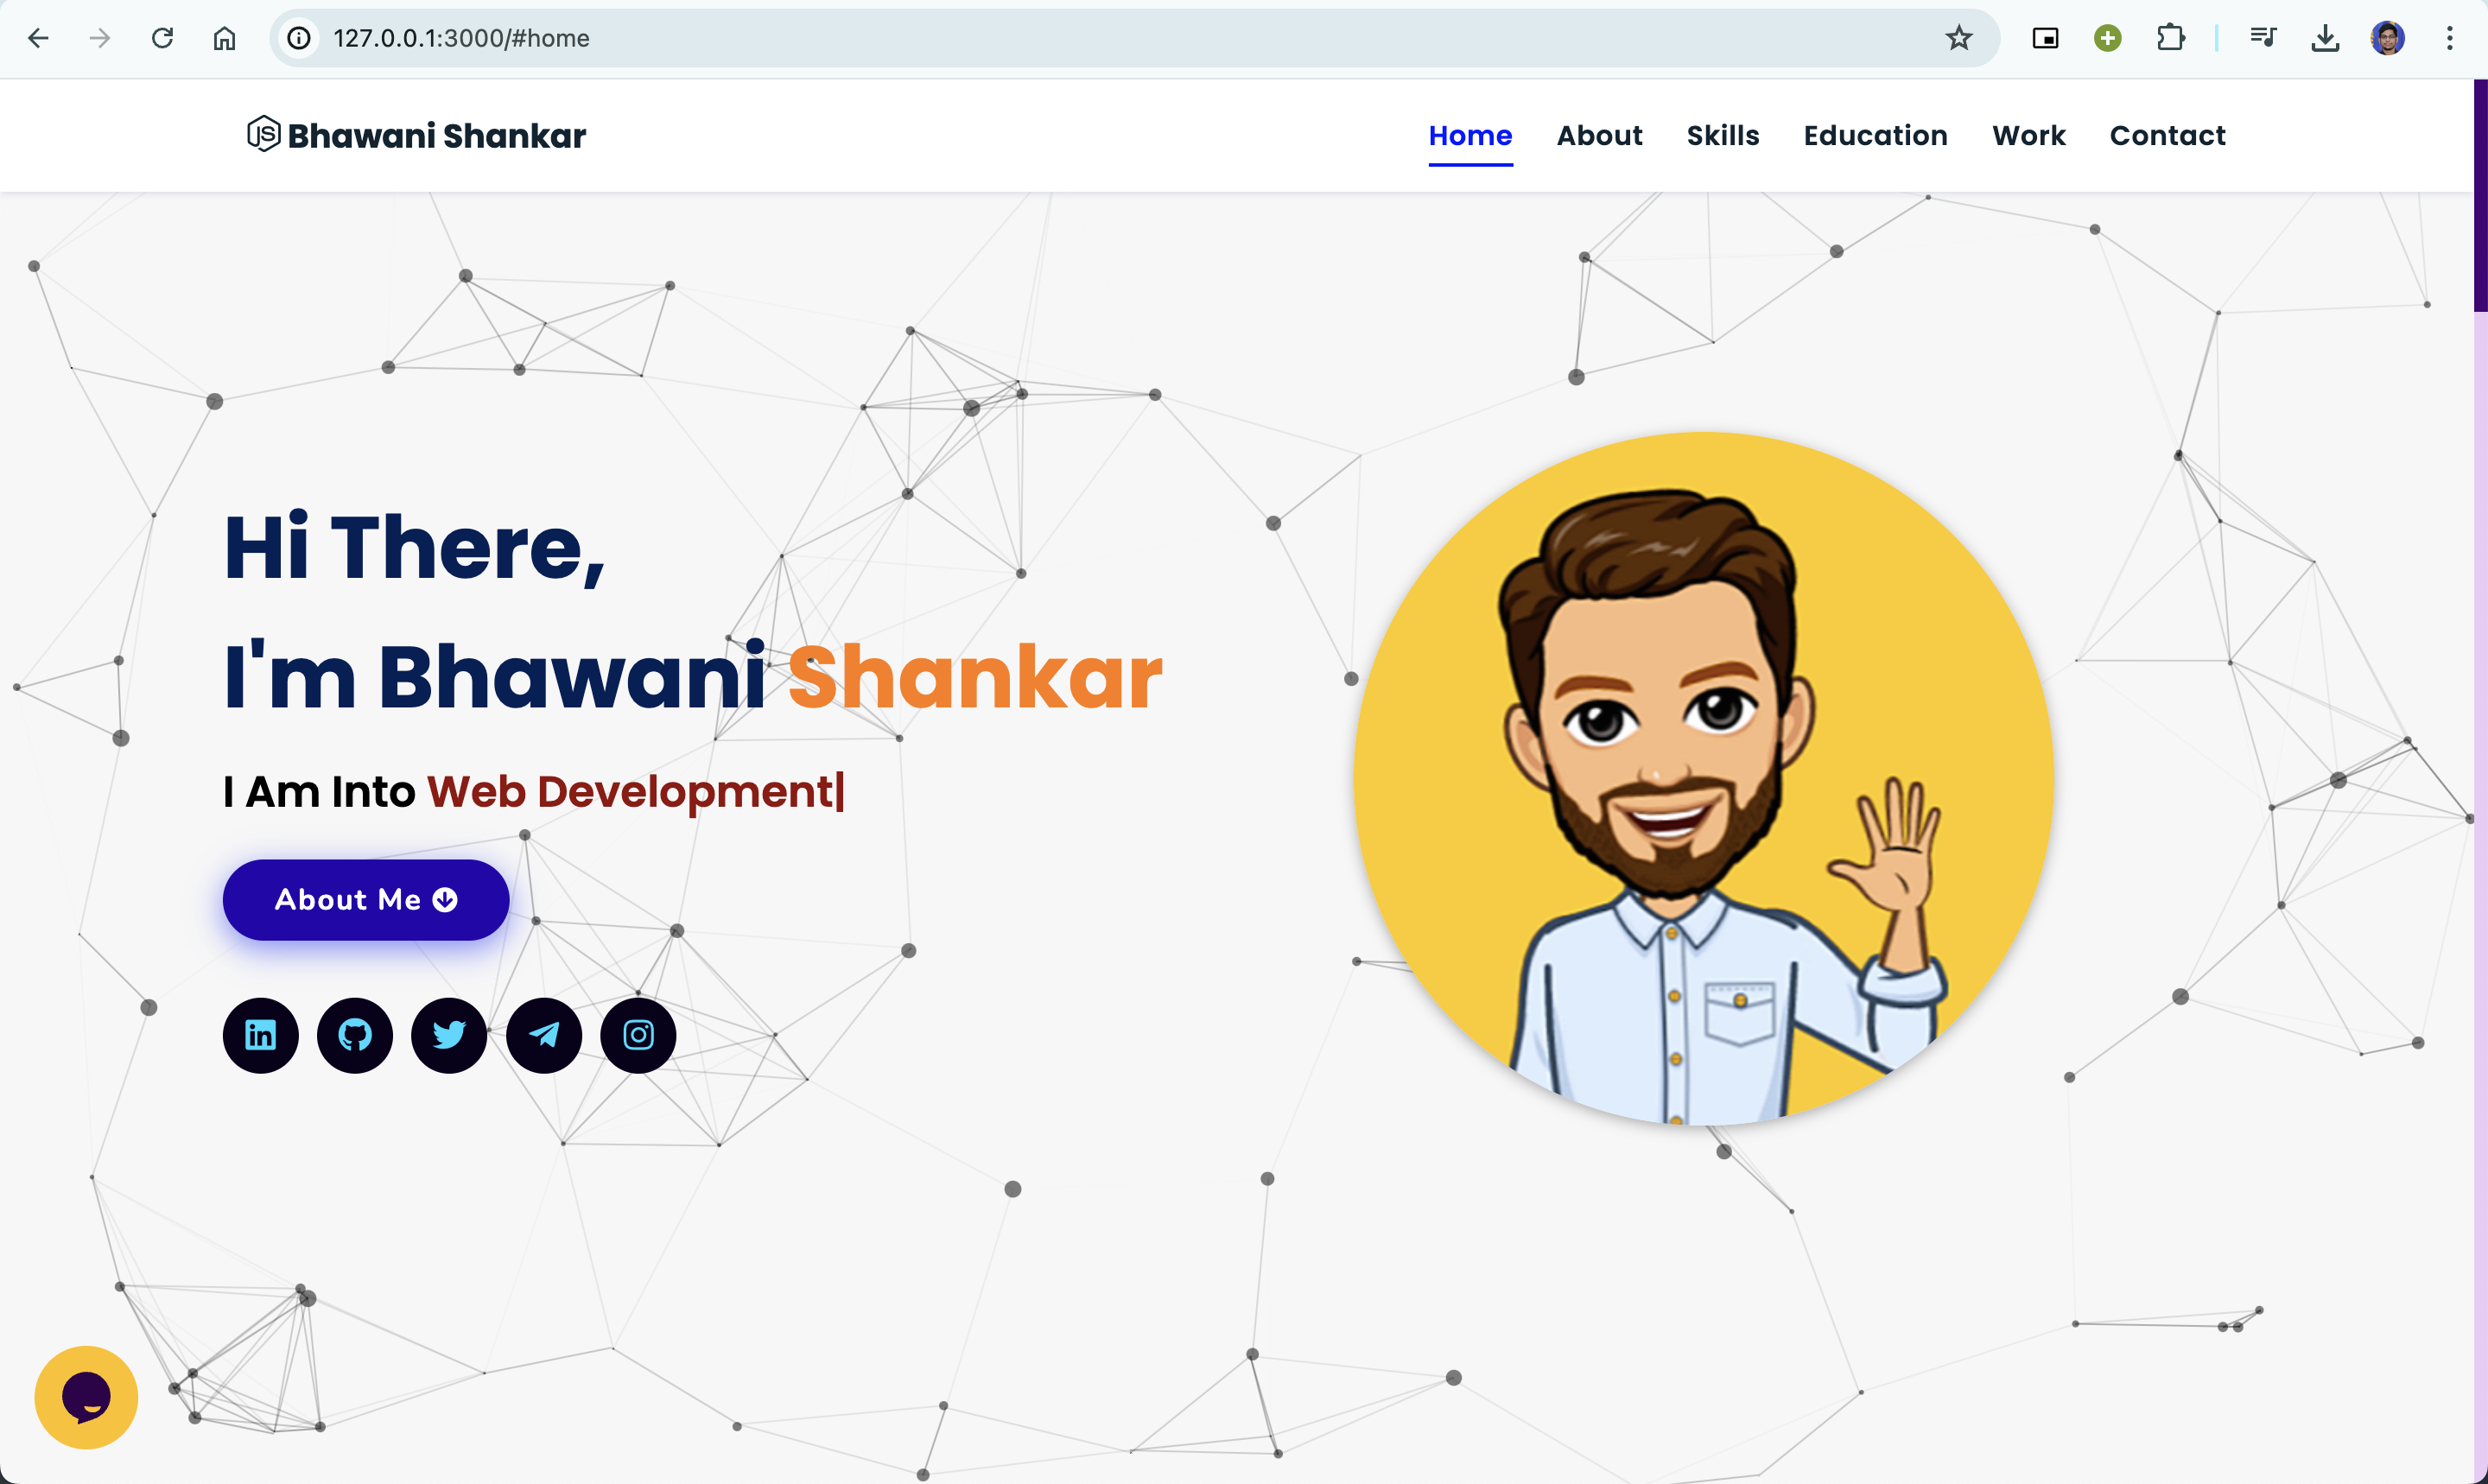 127.0.0.1:3000/#home
JS Bhawani Shankar
Home About Skills Education Work Contact
Hi There,
I'm Bhawani Shankar
I Am Into Web Development|
About Me
in